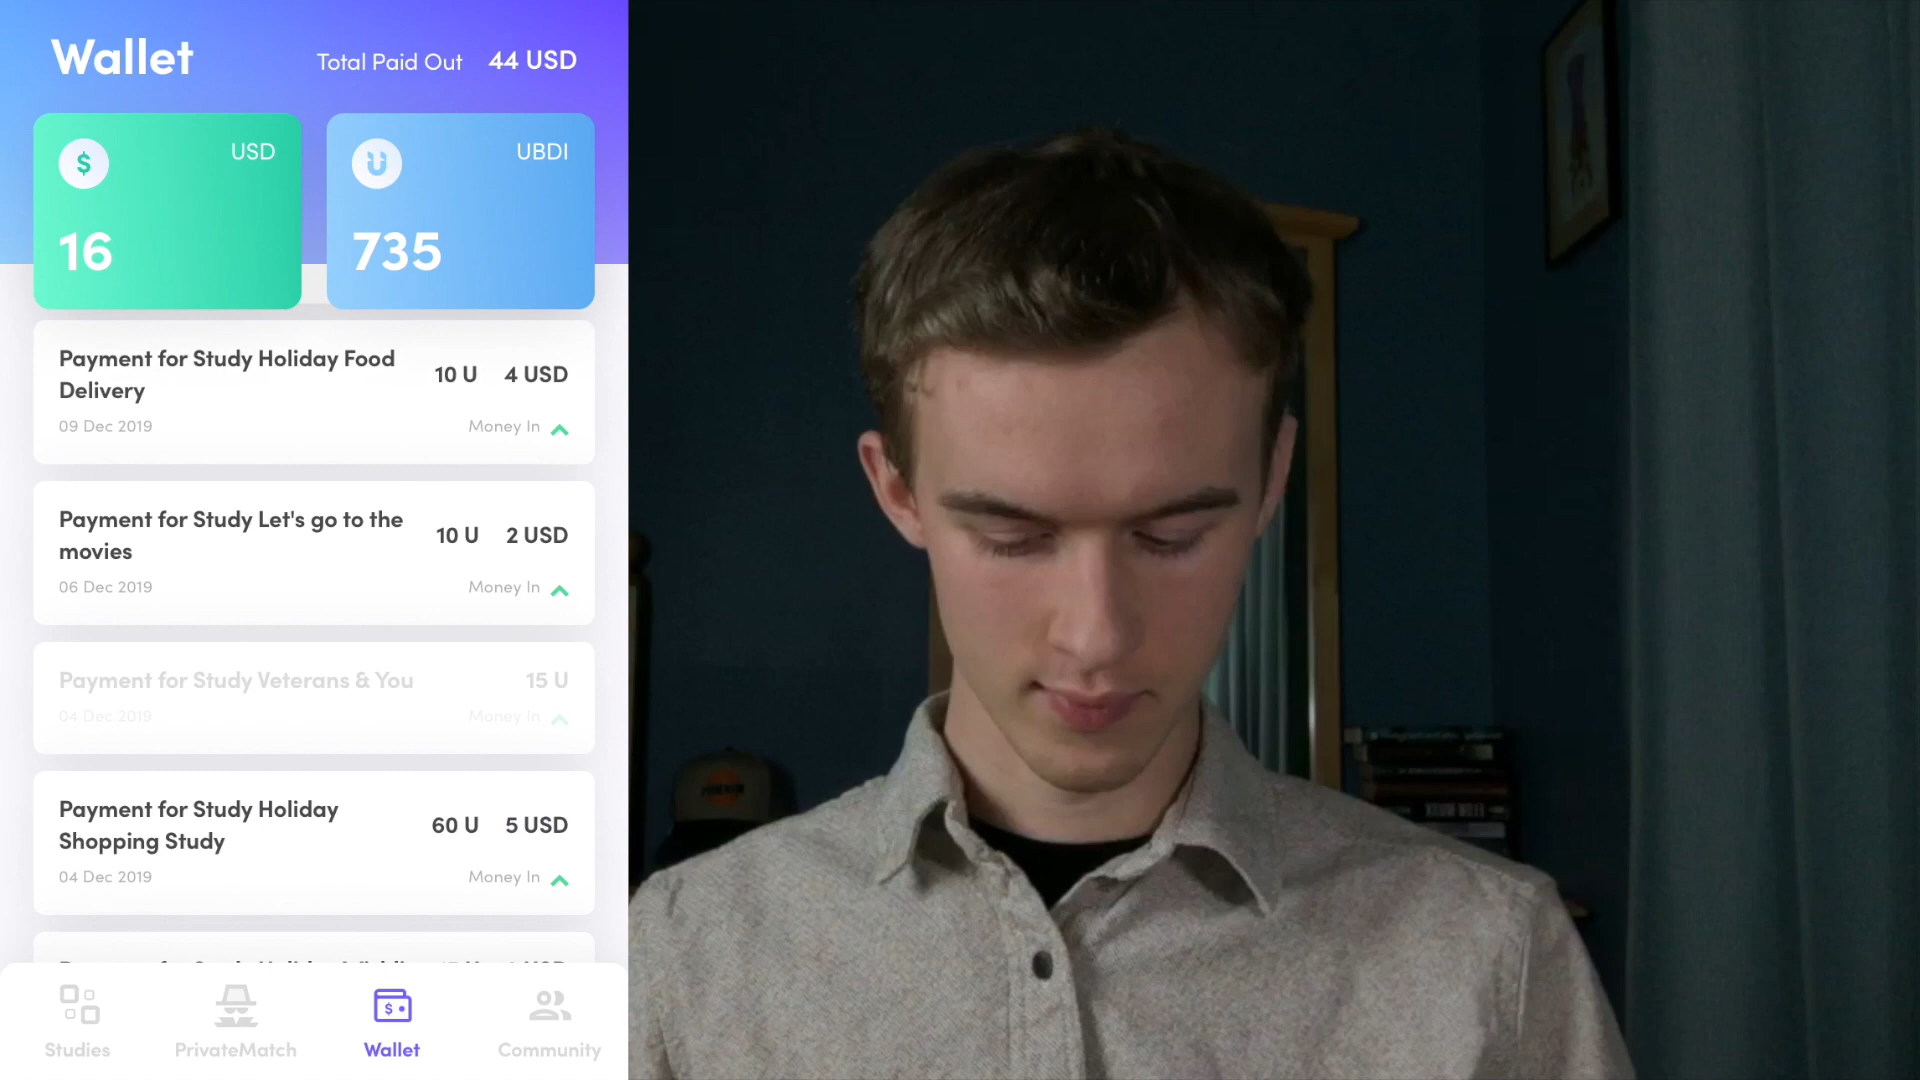 Wallet
Total Paid Out 44 USD
$ USD
16
UBDI
735
Payment for Study Holiday Food
Delivery
10 U 4 USD
09 Dec 2019 Money In
Payment for Study Let's go to the
movies
10 U 2 USD
06 Dec 2019 Money In
Payment for Study Veterans & You 15 U
04 Dec 2019 Money In
Payment for Study Holiday
Shopping Study
60 U 5 USD
04 Dec 2019 Money In
Studies
PrivateMatch
$
Wallet
Community